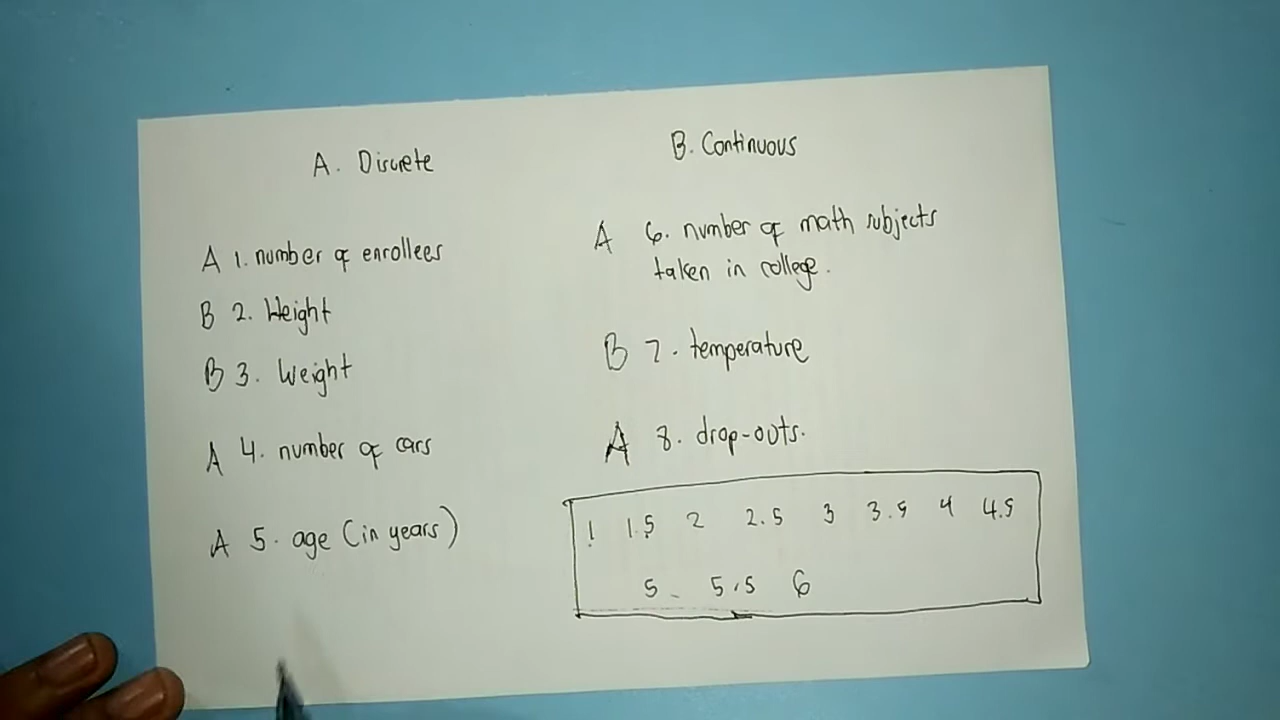 A. Discrete
B. Continuous
A 1. number of enrollees
B 2. Height
B 3. Weight
A 4. number of cars
A 5. age (in years)
A 6. number of math subjects
taken in college.
B 7. temperature
A 8. drop-outs.
1 1.5 2 2.5 3 3.5 4 4.5
5 5.5 6